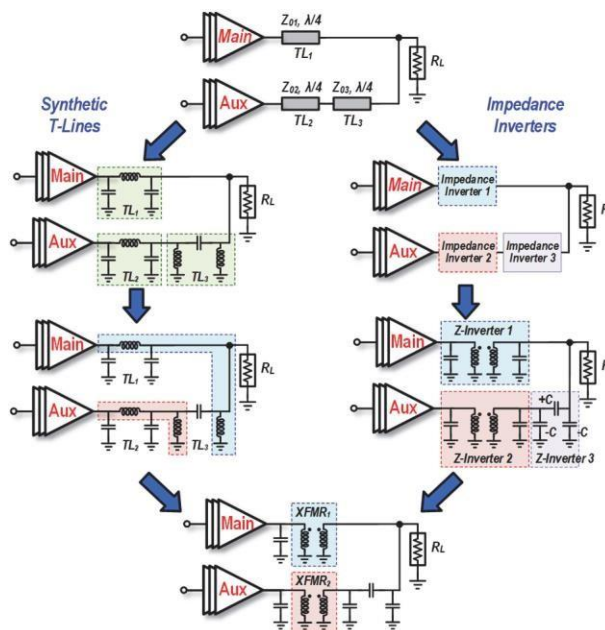 Z01, λ/4
Main
TL1
RL
Z02, λ/4 Z03, λ/4
Aux
TL2 TL3
Synthetic
T-Lines
Impedance
Inverters
Main
TL1
RL
Aux
TL2 TL3
Main
Impedance
Inverter 1
R
Aux
Impedance
Inverter 2
Impedance
Inverter 3
Main
TL1
RL
Aux
TL2 TL3
Z-Inverter 1
Main
R
Aux
+C
-C -C
Z-Inverter 2 Z-Inverter 3
XFMR1
Main
RL
XFMR2
Aux